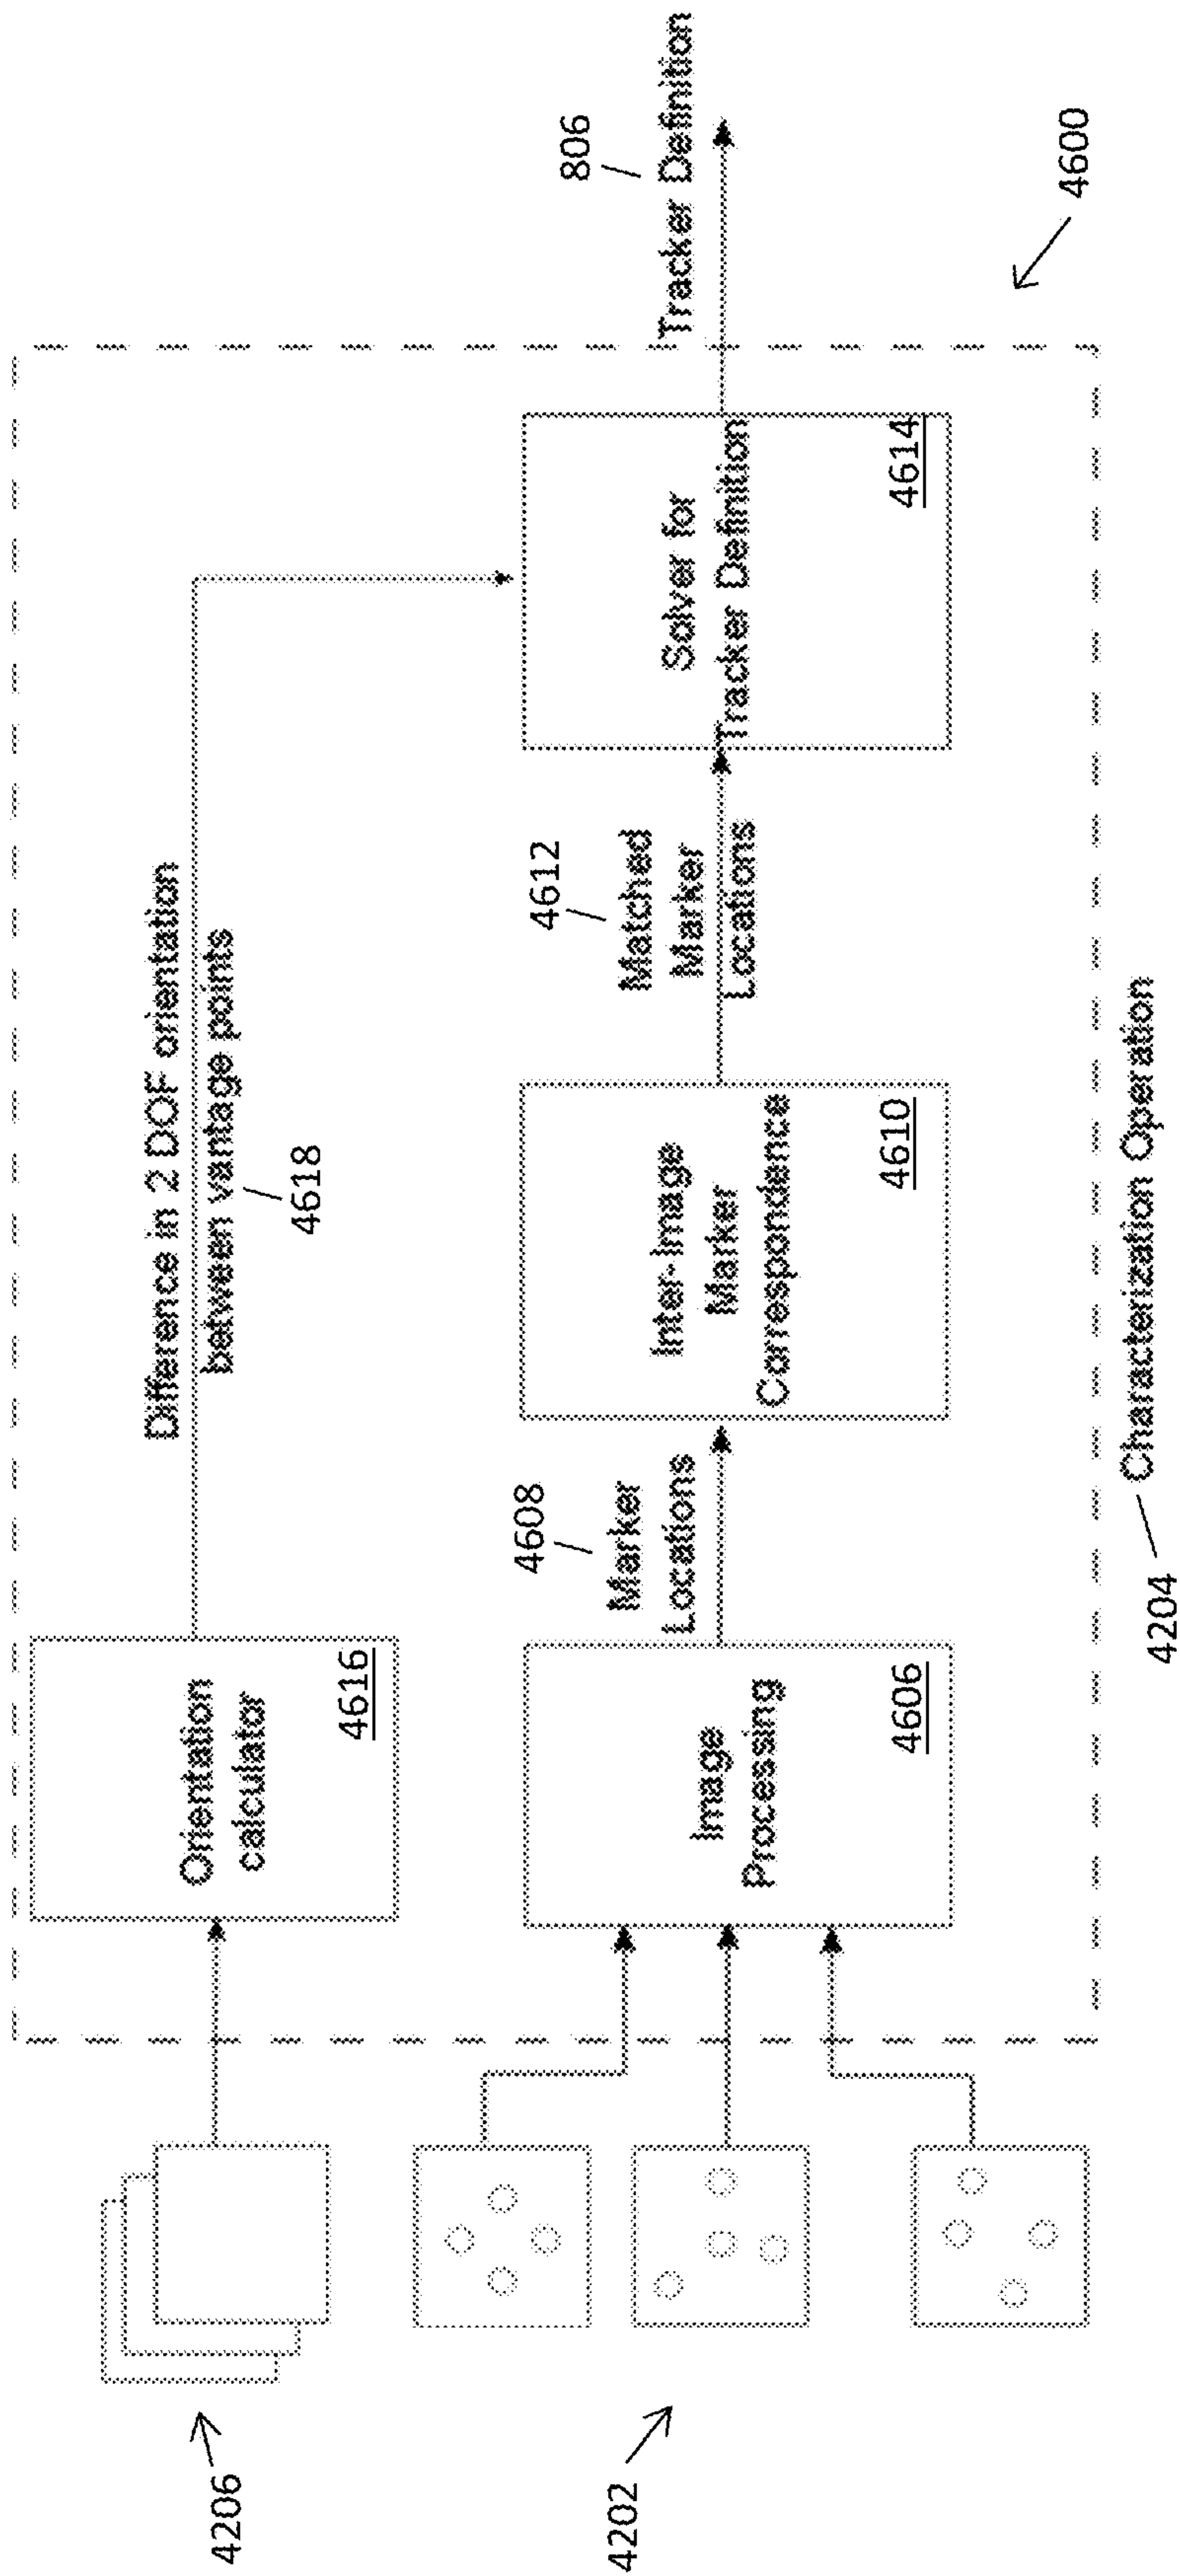 4206
Orientation
calculator
4616
Difference in 2 DOF orientation
between vantage points
4618
4202
Image
Processing
4606
4608
Marker
Locations
Inter-Image
Marker
Correspondence
4610
4612
Matched
Marker
Locations
Solver for
Tracker Definition
4614
806
Tracker Definition
4204
Characterization Operation
4600